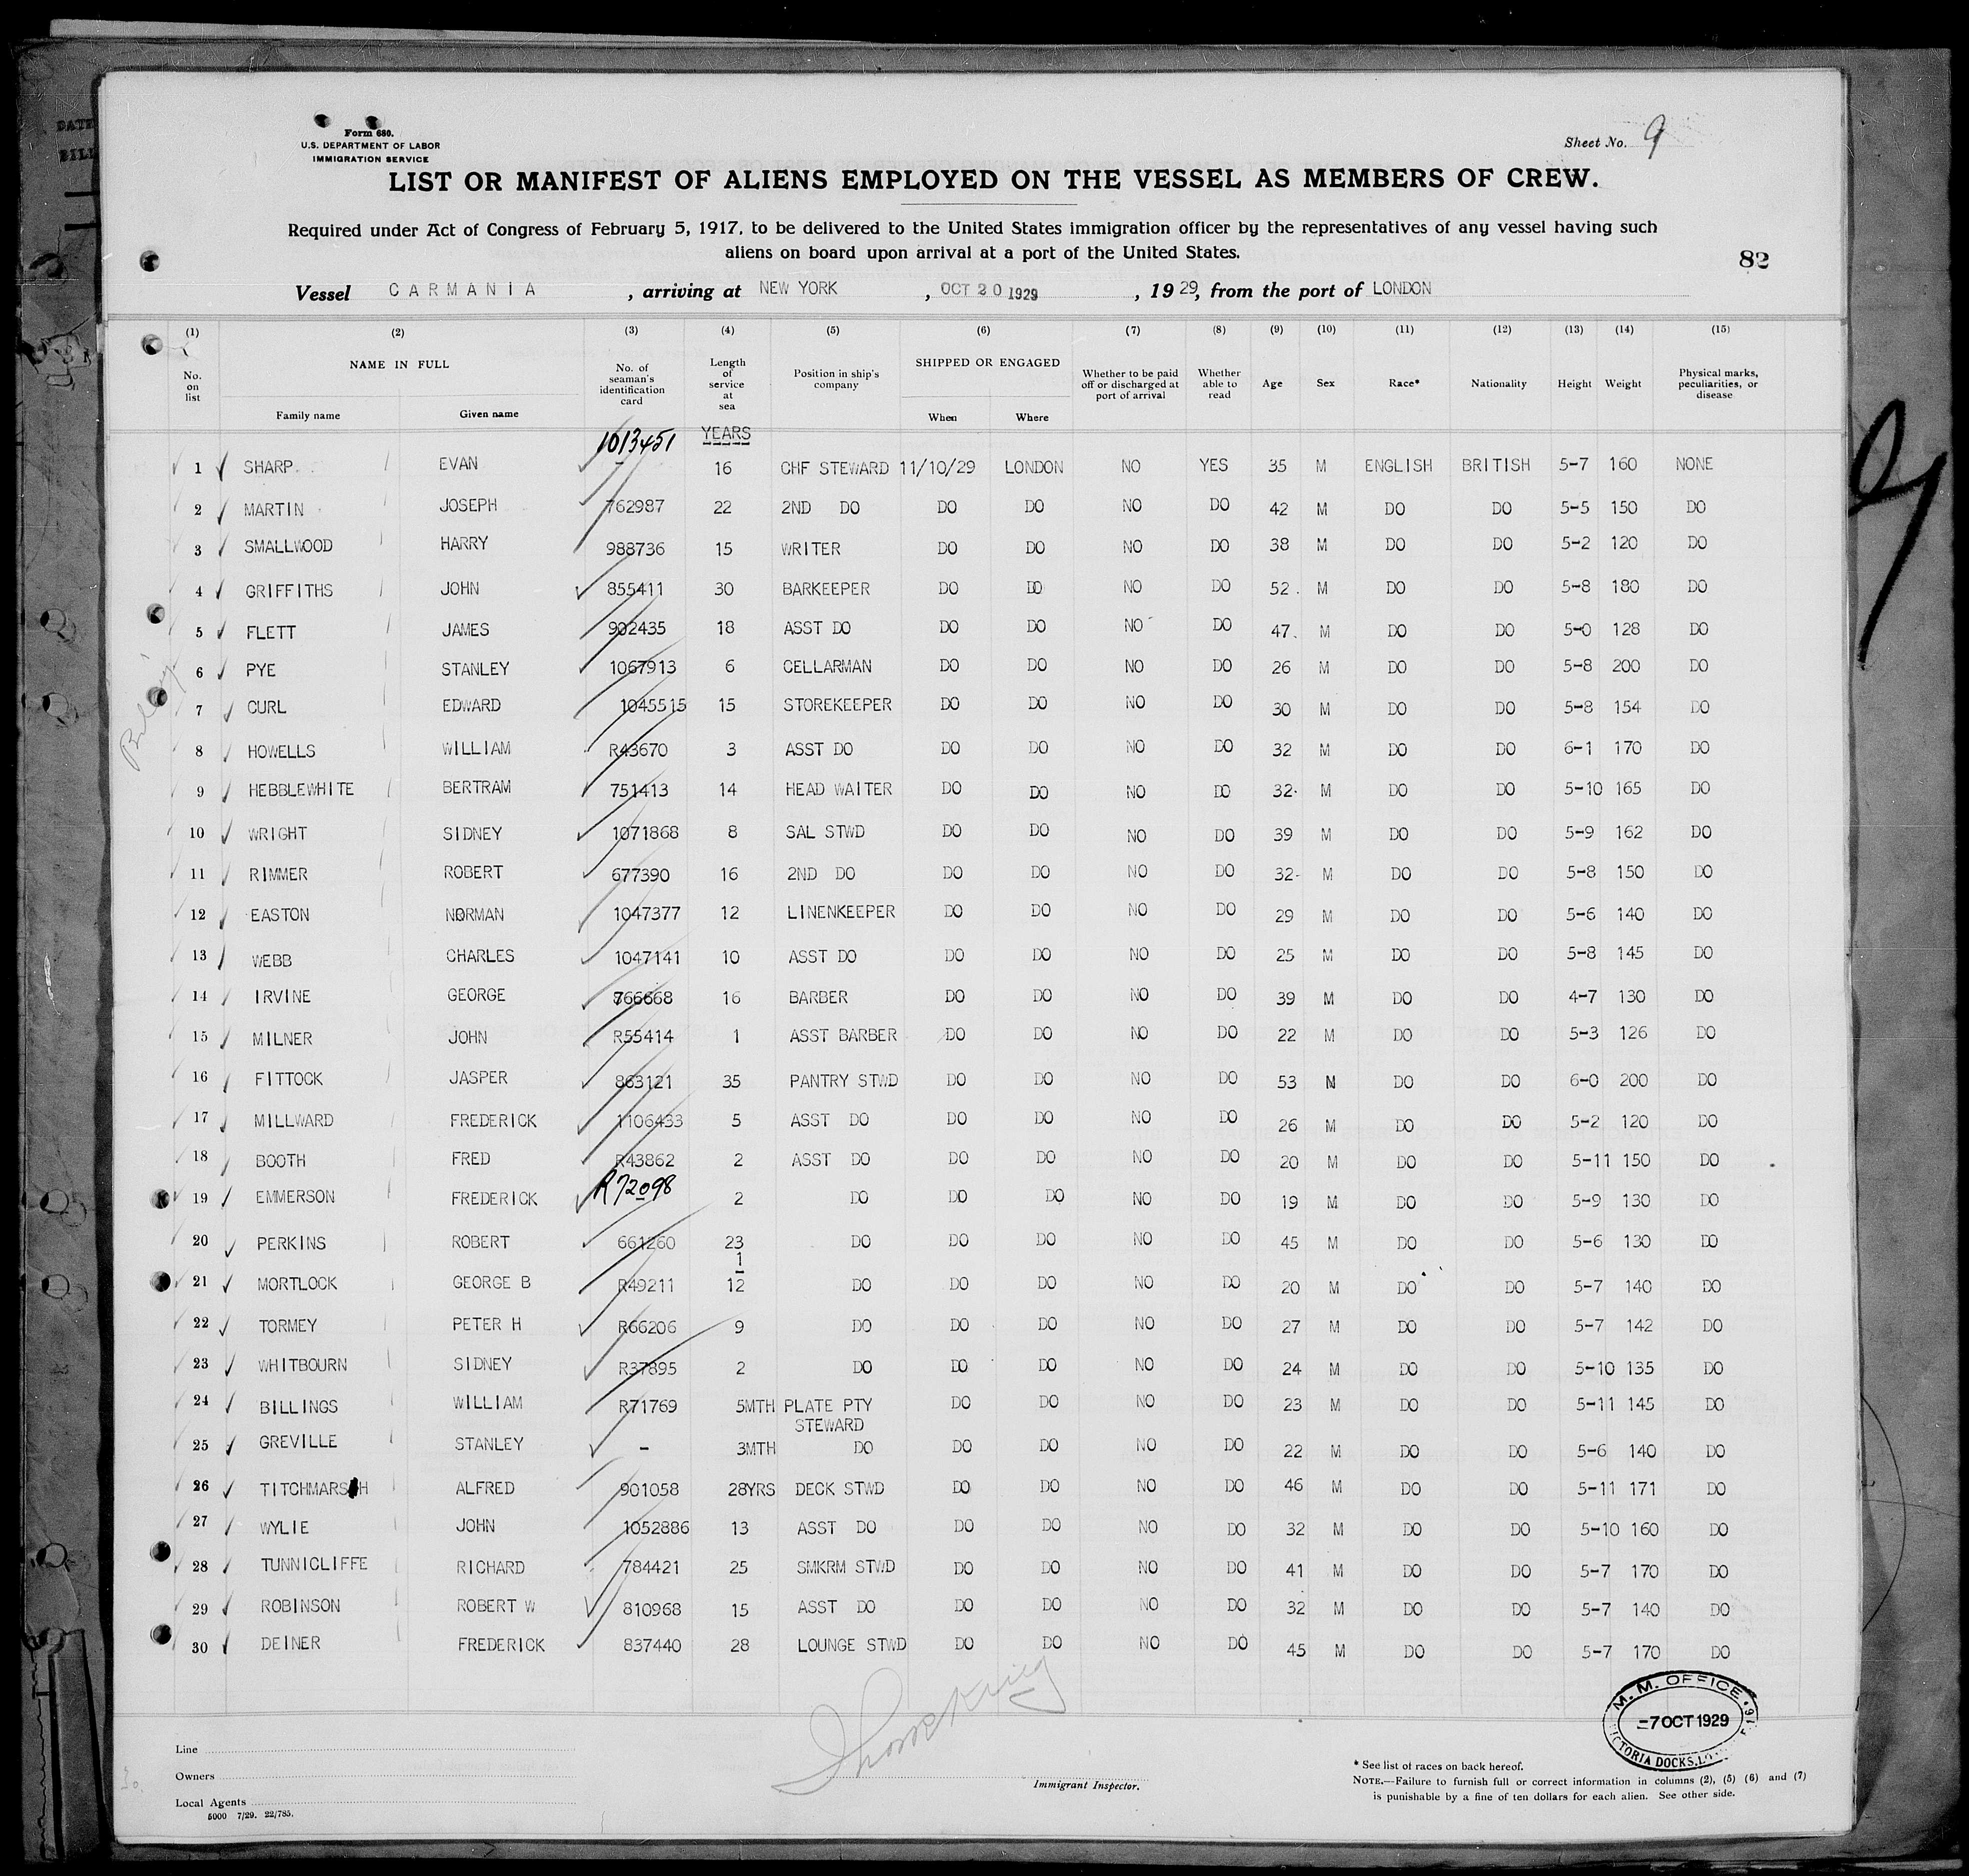 Form 680.
U.S. DEPARTMENT OF LABOR
IMMIGRATION SERVICE
Sheet No. 9
LIST OR MANIFEST OF ALIENS EMPLOYED ON THE VESSEL AS MEMBERS OF CREW.
Required under Act of Congress of February 5, 1917, to be delivered to the United States immigration officer by the representatives of any vessel having such
aliens on board upon arrival at a port of the United States.
82
Vessel CARMANIA, arriving at NEW YORK, OCT 20 1929, 1929, from the port of LONDON
(1) (2) (3) (4) (5) (6) (7) (8) (9) (10) (11) (12) (13) (14) (15)
No. on list NAME IN FULL Family name Given name No. of seaman's identification card Length of service at sea Position in ship's company SHIPPED OR ENGAGED When Where Whether to be paid off or discharged at port of arrival Whether able to read Age Sex Race* Nationality Height Weight Physical marks, peculiarities, or disease
1013451 YEARS
1 SHARP EVAN - 16 CHF STEWARD 11/10/29 LONDON NO YES 35 M ENGLISH BRITISH 5-7 160 NONE
2 MARTIN JOSEPH 762987 22 2ND DO DO DO NO DO 42 M DO DO 5-5 150 DO
3 SMALLWOOD HARRY 988736 15 WRITER DO DO NO DO 38 M DO DO 5-2 120 DO
4 GRIFFITHS JOHN 855411 30 BARKEEPER DO DO NO DO 52 M DO DO 5-8 180 DO
5 FLETT JAMES 902435 18 ASST DO DO DO NO DO 47 M DO DO 5-0 128 DO
6 PYE STANLEY 1067913 6 CELLARMAN DO DO NO DO 26 M DO DO 5-8 200 DO
7 CURL EDWARD 1045515 15 STOREKEEPER DO DO NO DO 30 M DO DO 5-8 154 DO
8 HOWELLS WILLIAM R43670 3 ASST DO DO DO NO DO 32 M DO DO 6-1 170 DO
9 HEBBLEWHITE BERTRAM 751413 14 HEAD WAITER DO DO NO DO 32 M DO DO 5-10 165 DO
10 WRIGHT SIDNEY 1071868 8 SAL STWD DO DO NO DO 39 M DO DO 5-9 162 DO
11 RIMMER ROBERT 677390 16 2ND DO DO DO NO DO 32 M DO DO 5-8 150 DO
12 EASTON NORMAN 1047377 12 LINENKEEPER DO DO NO DO 29 M DO DO 5-6 140 DO
13 WEBB CHARLES 1047141 10 ASST DO DO DO NO DO 25 M DO DO 5-8 145 DO
14 IRVINE GEORGE 766668 16 BARBER DO DO NO DO 39 M DO DO 4-7 130 DO
15 MILNER JOHN R55414 1 ASST BARBER DO DO NO DO 22 M DO DO 5-3 126 DO
16 FITTOCK JASPER 863121 35 PANTRY STWD DO DO NO DO 53 M DO DO 6-0 200 DO
17 MILLWARD FREDERICK 1106433 5 ASST DO DO DO NO DO 26 M DO DO 5-2 120 DO
18 BOOTH FRED R43862 2 ASST DO DO DO NO DO 20 M DO DO 5-11 150 DO
19 EMMERSON FREDERICK R72098 2 DO DO DO NO DO 19 M DO DO 5-9 130 DO
20 PERKINS ROBERT 661260 23 DO DO DO NO DO 45 M DO DO 5-6 130 DO
21 MORTLOCK GEORGE B R49211 1/12 DO DO DO NO DO 20 M DO DO 5-7 140 DO
22 TORMEY PETER H R66206 9 DO DO DO NO DO 27 M DO DO 5-7 142 DO
23 WHITBOURN SIDNEY R37895 2 DO DO DO NO DO 24 M DO DO 5-10 135 DO
24 BILLINGS WILLIAM R71769 5MTH PLATE PTY STEWARD DO DO NO DO 23 M DO DO 5-11 145 DO
25 GREVILLE STANLEY - 3MTH DO DO DO NO DO 22 M DO DO 5-6 140 DO
26 TITCHMARSH ALFRED 901058 28YRS DECK STWD DO DO NO DO 46 M DO DO 5-11 171 DO
27 WYLIE JOHN 1052886 13 ASST DO DO DO NO DO 32 M DO DO 5-10 160 DO
28 TUNNICLIFFE RICHARD 784421 25 SMKRM STWD DO DO NO DO 41 M DO DO 5-7 170 DO
29 ROBINSON ROBERT W 810968 15 ASST DO DO DO NO DO 32 M DO DO 5-7 140 DO
30 DEINER FREDERICK 837440 28 LOUNGE STWD DO DO NO DO 45 M DO DO 5-7 170 DO
M. M. OFFICE
-7 OCT 1929
VICTORIA DOCKS
Line
Owners
Local Agents
5000 7/29. 22/785.
Immigrant Inspector.
* See list of races on back hereof.
NOTE.—Failure to furnish full or correct information in columns (2), (5) (6) and (7)
is punishable by a fine of ten dollars for each alien. See other side.